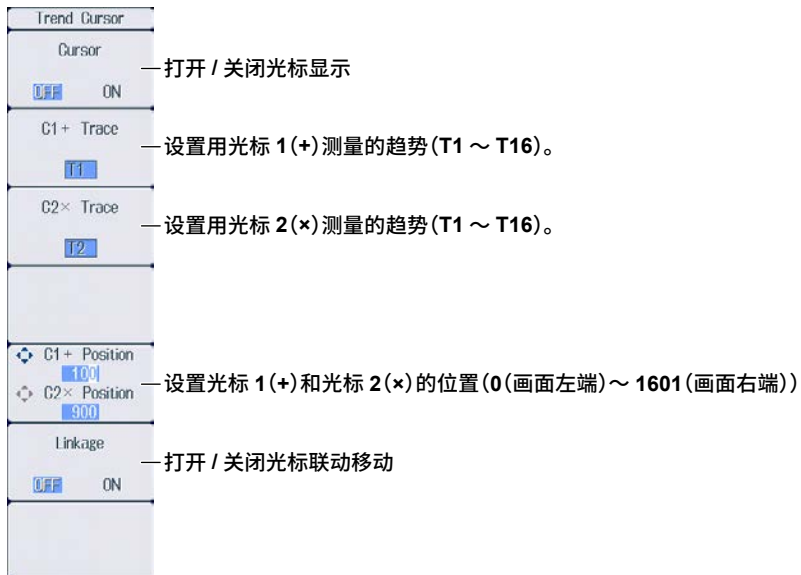 Trend Cursor
Cursor
OFF ON
打开 / 关闭光标显示
C1+ Trace
T1
设置用光标 1(+)测量的趋势(T1 ～ T16)。
C2× Trace
T2
设置用光标 2(×)测量的趋势(T1 ～ T16)。
C1+ Position
100
C2× Position
900
设置光标 1(+)和光标 2(×)的位置(0(画面左端)～ 1601(画面右端))
Linkage
OFF ON
打开 / 关闭光标联动移动